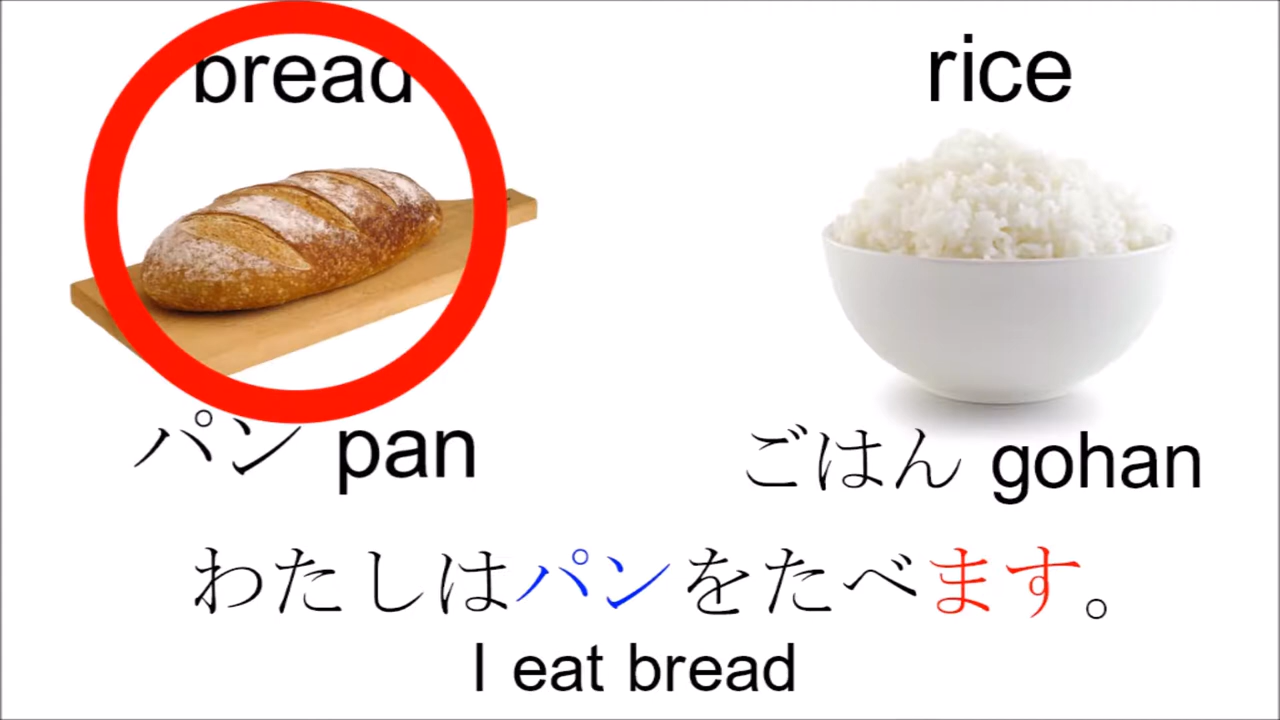 bread
rice
パン pan
ごはん gohan
わたしはパンをたべます。
I eat bread